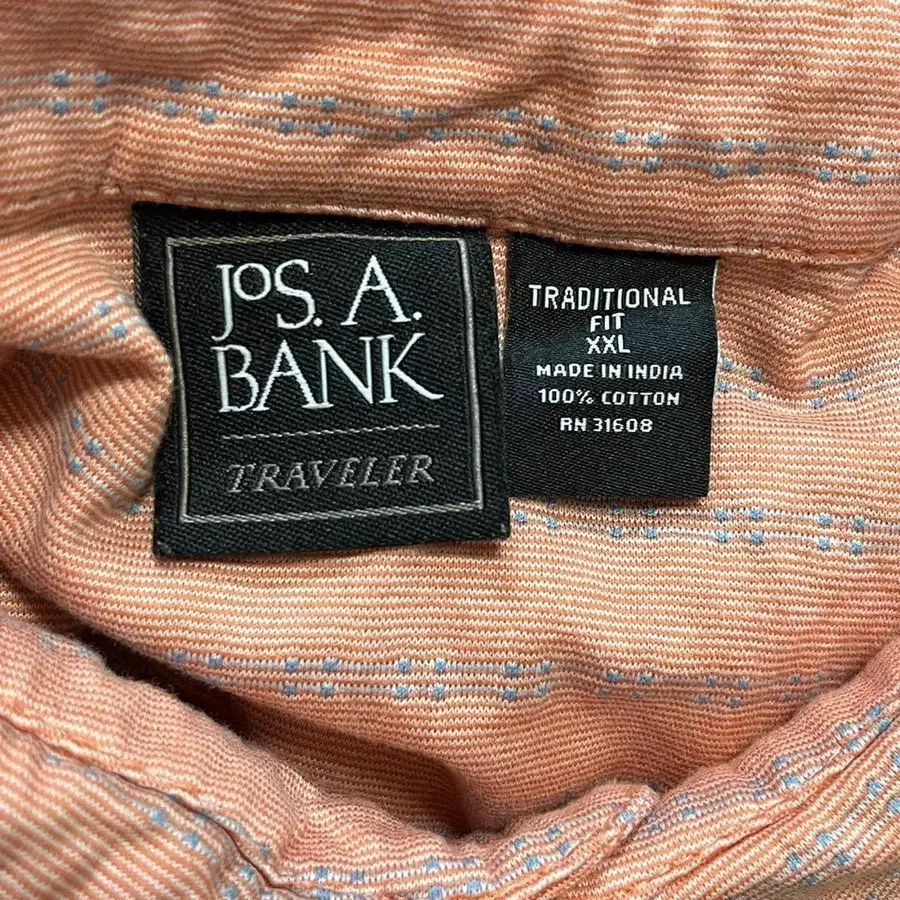 JOS. A.
BANK
TRAVELER
TRADITIONAL
FIT
XXL
MADE IN INDIA
100% COTTON
RN 31608